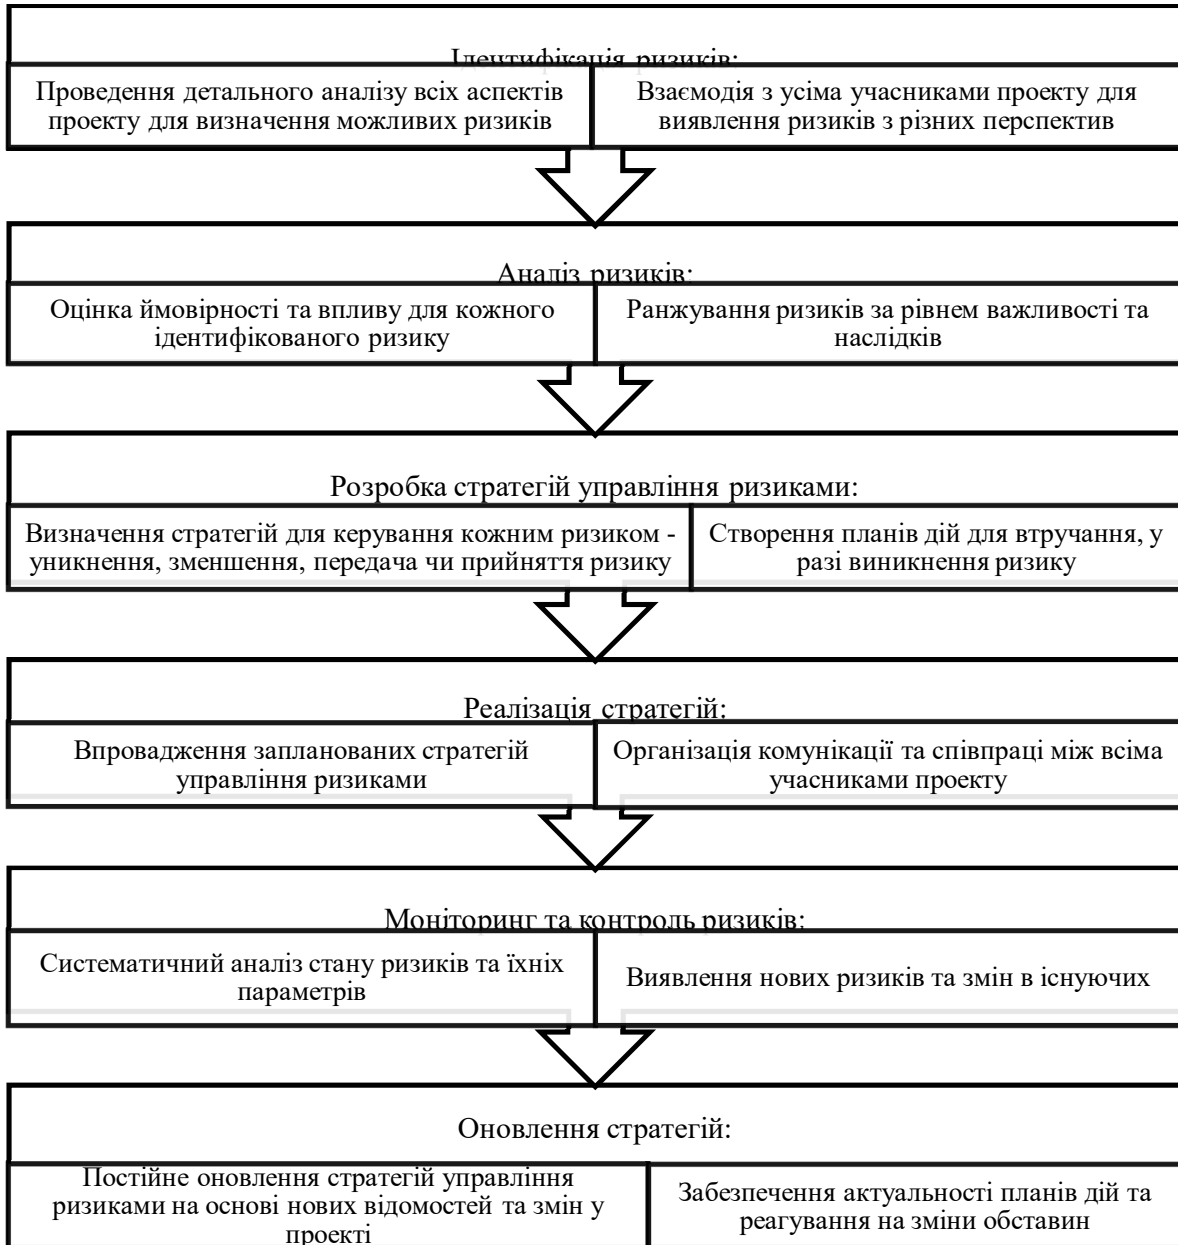 Ідентифікація ризиків:
Проведення детального аналізу всіх аспектів
проекту для визначення можливих ризиків
Взаємодія з усіма учасниками проекту для
виявлення ризиків з різних перспектив
Аналіз ризиків:
Оцінка ймовірності та впливу для кожного
ідентифікованого ризику
Ранжування ризиків за рівнем важливості та
наслідків
Розробка стратегій управління ризиками:
Визначення стратегій для керування кожним ризиком -
уникнення, зменшення, передача чи прийняття ризику
Створення планів дій для втручання, у
разі виникнення ризику
Реалізація стратегій:
Впровадження запланованих стратегій
управління ризиками
Організація комунікації та співпраці між всіма
учасниками проекту
Моніторинг та контроль ризиків:
Систематичний аналіз стану ризиків та їхніх
параметрів
Виявлення нових ризиків та змін в існуючих
Оновлення стратегій:
Постійне оновлення стратегій управління
ризиками на основі нових відомостей та змін у
проекті
Забезпечення актуальності планів дій та
реагування на зміни обставин